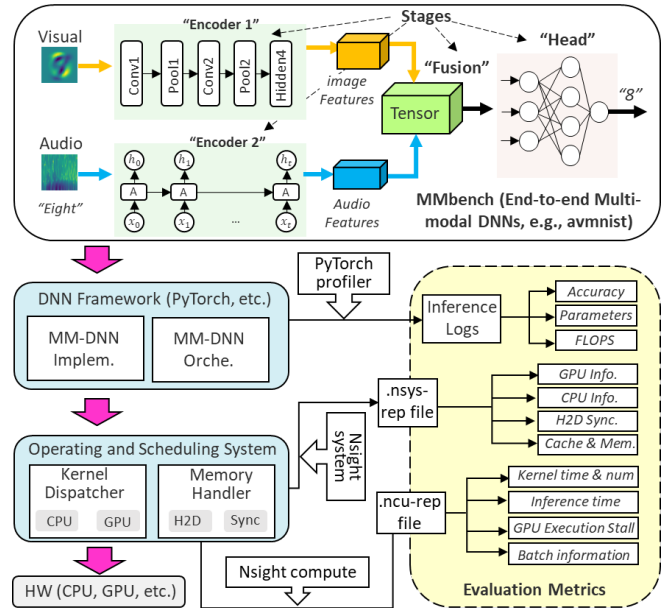 Visual
"Encoder 1"
Stages
"Head"
Conv1
Pool1
Conv2
Pool2
Hidden4
image
Features
"Fusion"
Tensor
"8"
Audio
"Encoder 2"
h0
h1
ht
A
A
A
x0
x1
...
xt
"Eight"
Audio
Features
MMbench (End-to-end Multi-
modal DNNs, e.g., avmnist)
DNN Framework (PyTorch, etc.)
MM-DNN
Implem.
MM-DNN
Orche.
PyTorch
profiler
Inference
Logs
Accuracy
Parameters
FLOPS
.nsys-
rep file
GPU Info.
CPU Info.
H2D Sync.
Cache & Mem.
Operating and Scheduling System
Kernel
Dispatcher
CPU
GPU
Memory
Handler
H2D
Sync
Nsight
system
.ncu-rep
file
Kernel time & num
Inference time
GPU Execution Stall
Batch information
HW (CPU, GPU, etc.)
Nsight compute
Evaluation Metrics